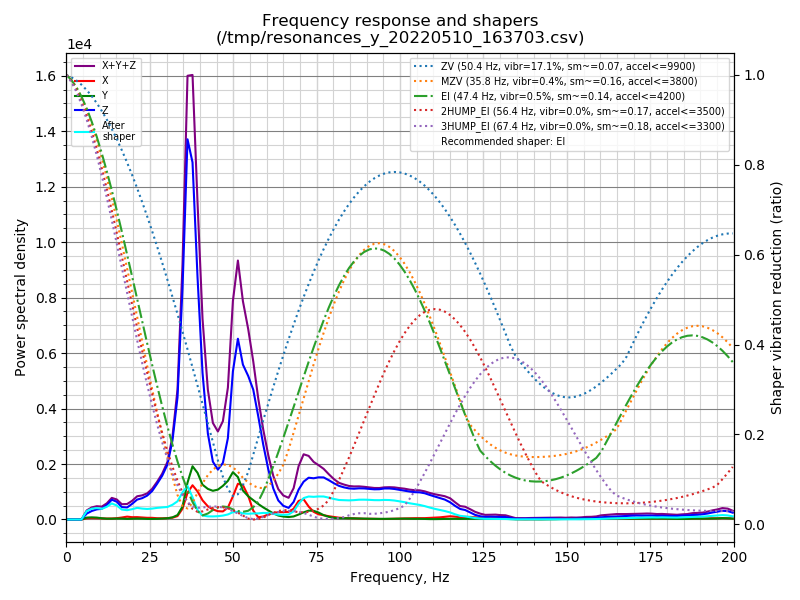 Frequency response and shapers
(/tmp/resonances_y_20220510_163703.csv)
1e4
X+Y+Z
X
Y
Z
After
shaper
ZV (50.4 Hz, vibr=17.1%, sm~=0.07, accel<=9900)
MZV (35.8 Hz, vibr=0.4%, sm~=0.16, accel<=3800)
EI (47.4 Hz, vibr=0.5%, sm~=0.14, accel<=4200)
2HUMP_EI (56.4 Hz, vibr=0.0%, sm~=0.17, accel<=3500)
3HUMP_EI (67.4 Hz, vibr=0.0%, sm~=0.18, accel<=3300)
Recommended shaper: EI
Power spectral density
1.6
1.4
1.2
1.0
0.8
0.6
0.4
0.2
0.0
1.0
0.8
0.6
0.4
0.2
0.0
Shaper vibration reduction (ratio)
0 25 50 75 100 125 150 175 200
Frequency, Hz